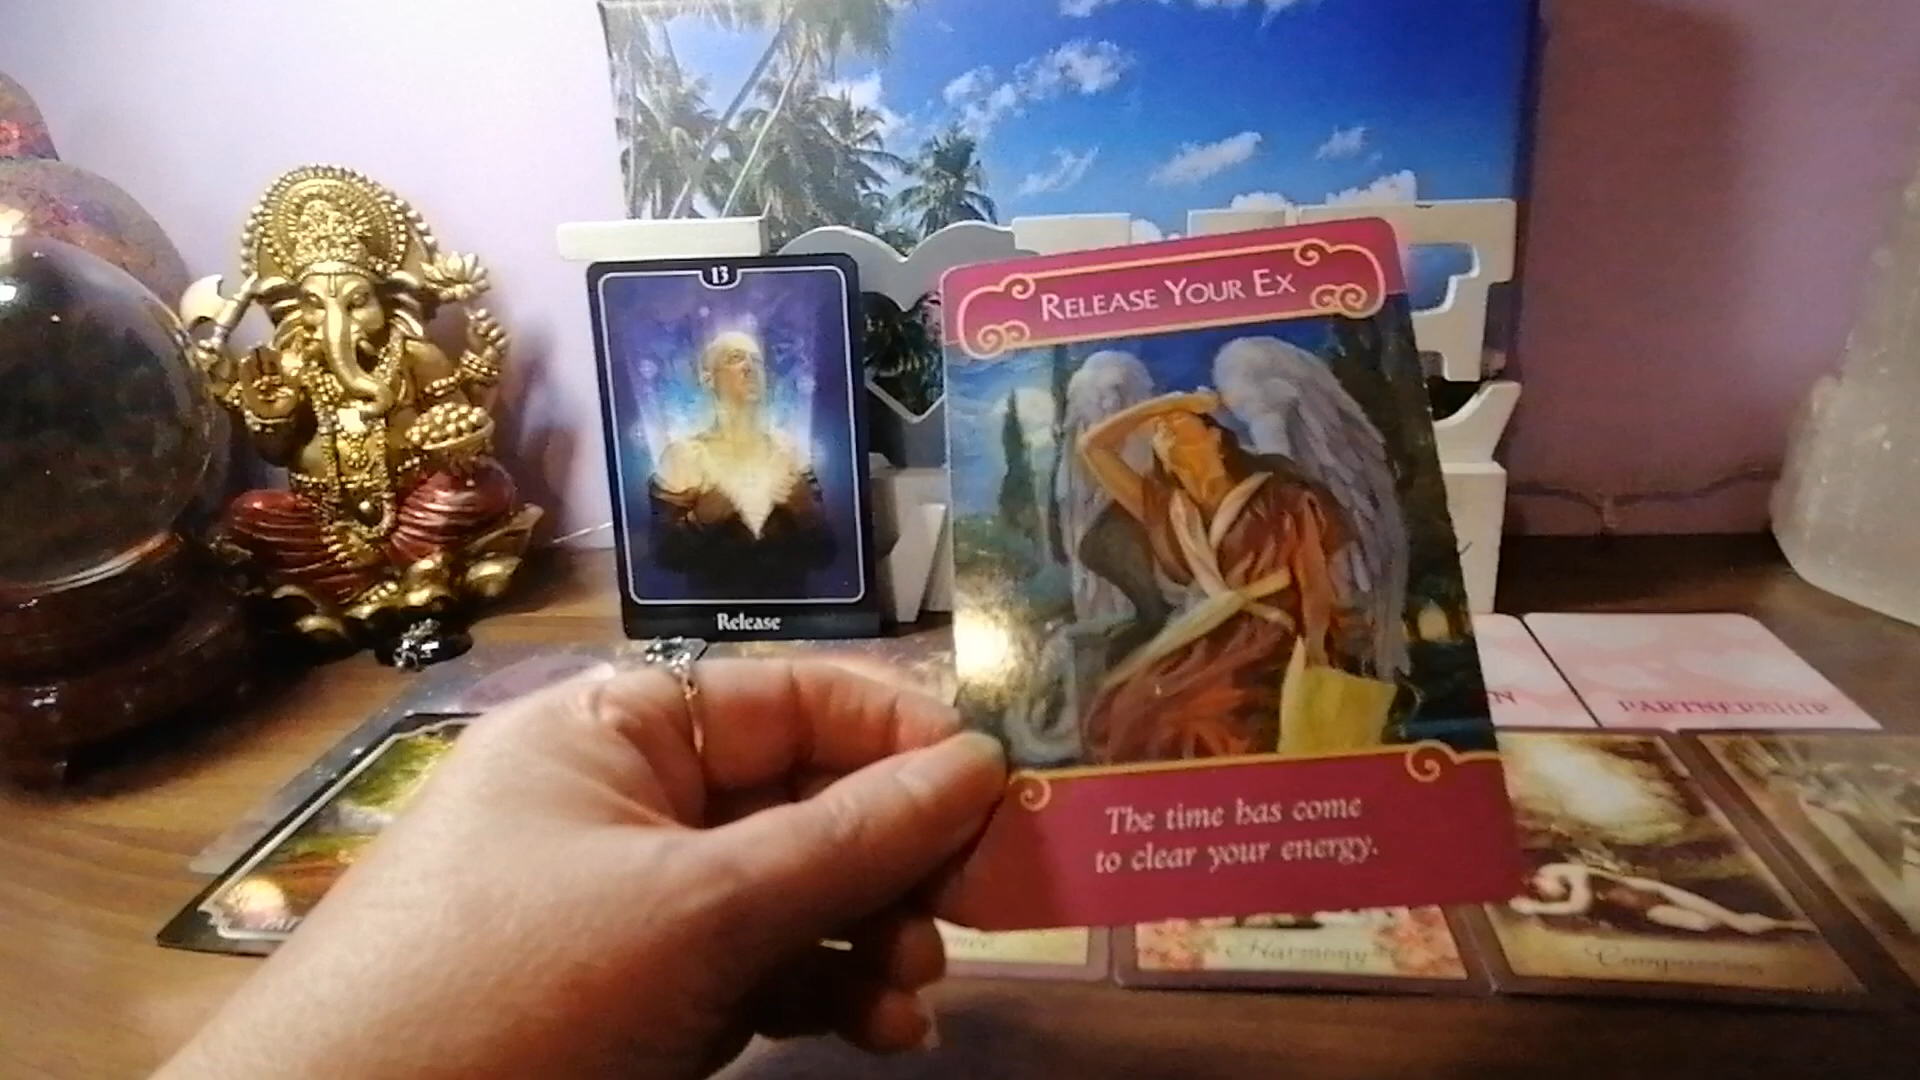 13
Release
RELEASE YOUR EX
The time has come
to clear your energy.
PARTNERSHIP
Harmony
Compassion